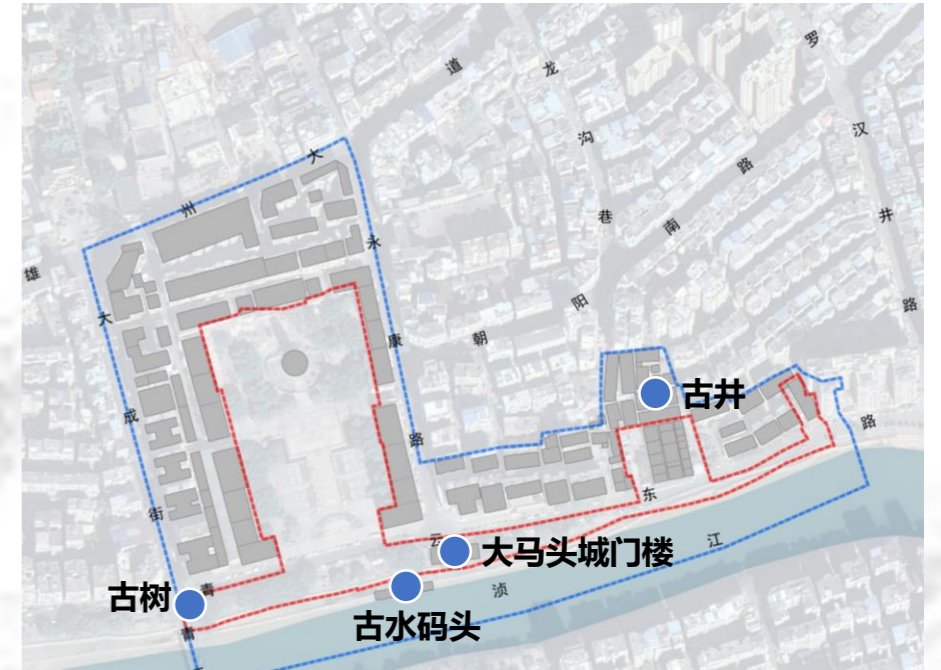 雄州大道
龙沟巷
罗汉井路
朝阳南路
永康路
大成街
青云东路
浈江
青
古井
大马头城门楼
古树
古水码头